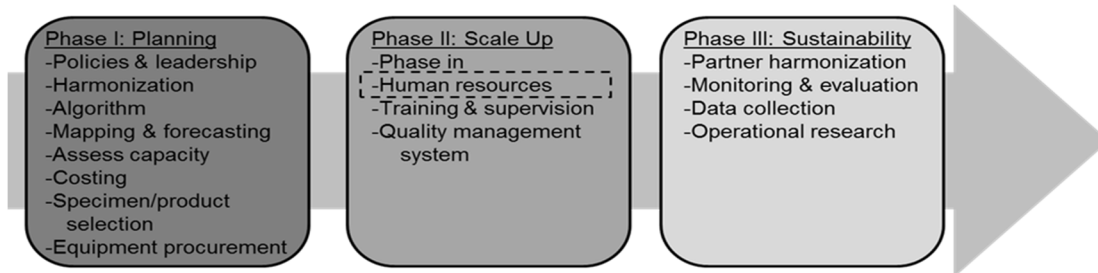 Phase I: Planning
-Policies & leadership
-Harmonization
-Algorithm
-Mapping & forecasting
-Assess capacity
-Costing
-Specimen/product
selection
-Equipment procurement
Phase II: Scale Up
-Phase in
-Human resources
-Training & supervision
-Quality management
system
Phase III: Sustainability
-Partner harmonization
-Monitoring & evaluation
-Data collection
-Operational research